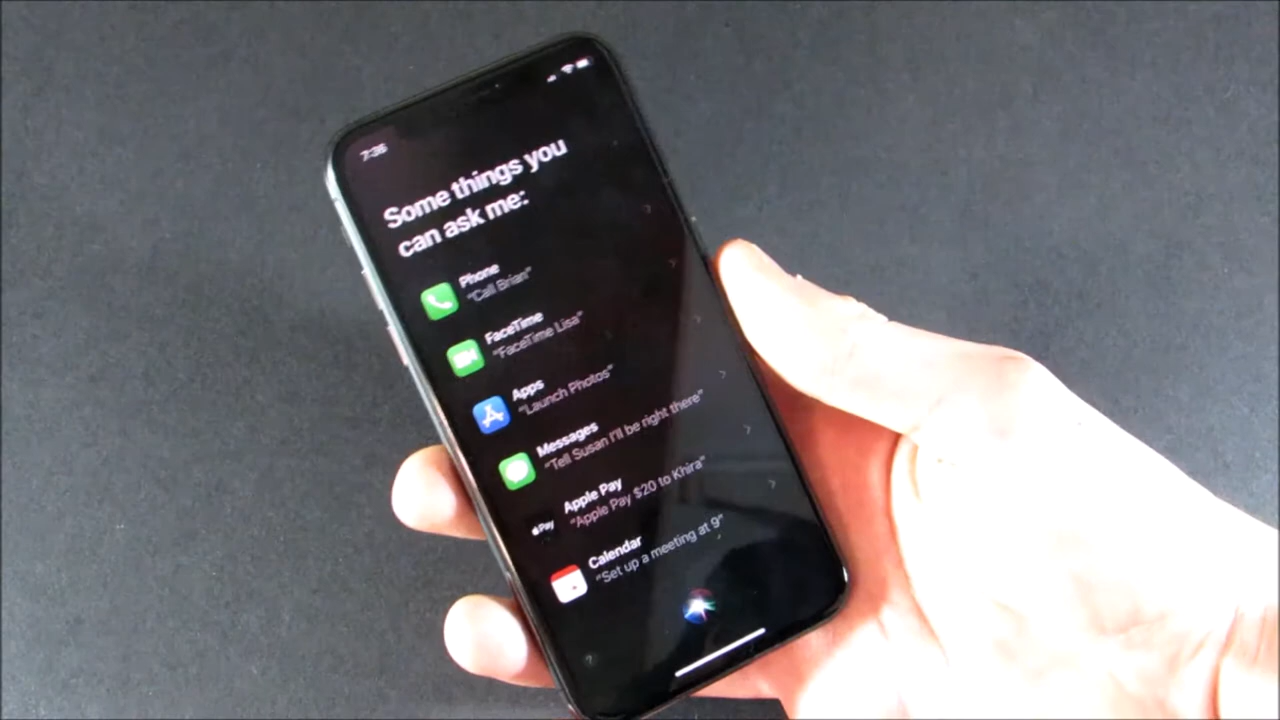 7:35
Some things you
can ask me:
Phone
"Call Brian"
FaceTime
"FaceTime Lisa"
Apps
"Launch Photos"
Messages
"Tell Susan I'll be right there"
Apple Pay
"Apple Pay $20 to Khira"
Pay
Calendar
"Set up a meeting at 9"
?